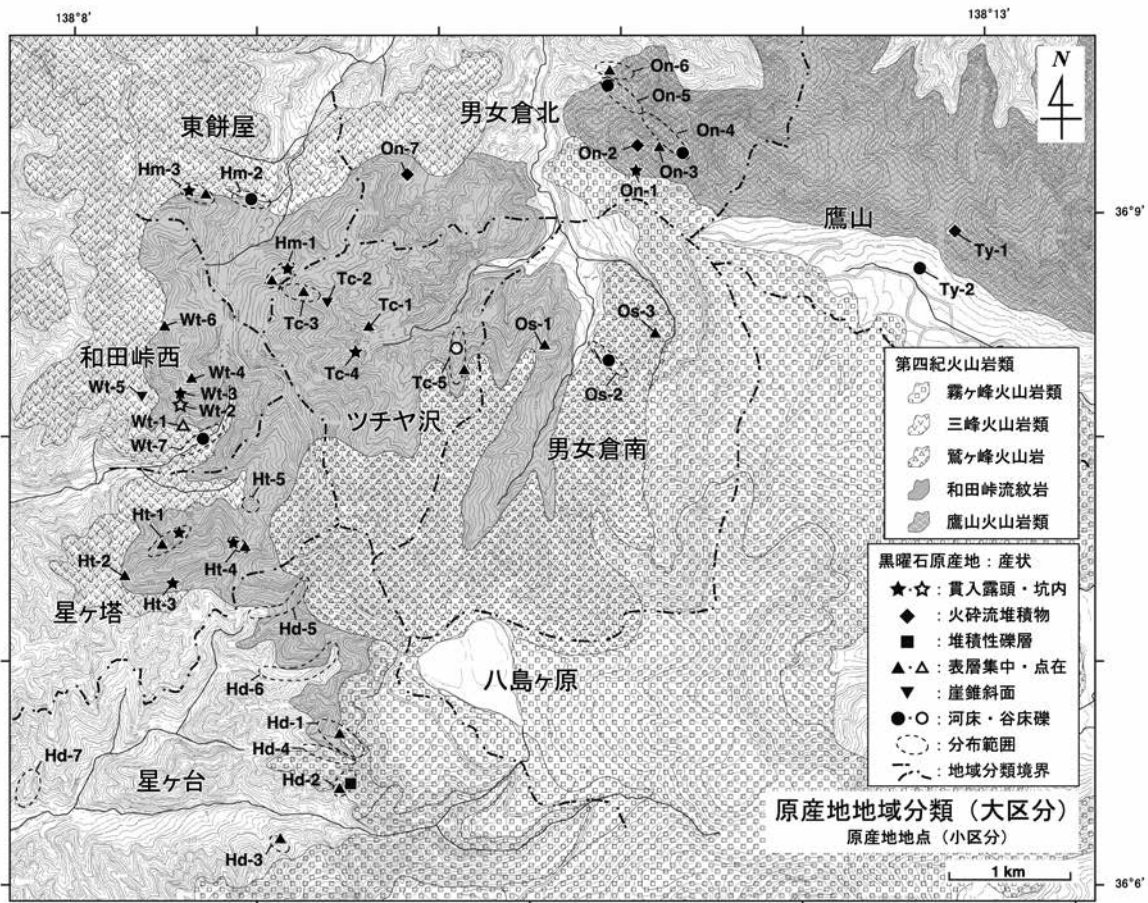 138°8'
138°13'
N
On-6
男女倉北
On-5
東餅屋
On-4
On-7
On-2
Hm-3
Hm-2
On-3
On-1
36°9'
鷹山
Ty-1
Hm-1
Tc-2
Ty-2
Tc-1
Tc-3
Os-1
Os-3
Wt-6
和田峠西
Wt-4
Tc-4
Tc-5
Wt-5
Wt-3
Os-2
Wt-2
Wt-1
ツチヤ沢
Wt-7
男女倉南
Ht-5
Ht-1
Ht-2
Ht-4
Ht-3
星ヶ塔
Hd-5
八島ヶ原
Hd-6
Hd-1
Hd-4
Hd-7
星ヶ台
Hd-2
Hd-3
第四紀火山岩類
霧ヶ峰火山岩類
三峰火山岩類
鷲ヶ峰火山岩
和田峠流紋岩
鷹山火山岩類
黒曜石原産地:産状
★・☆:貫入露頭・坑内
◆:火砕流堆積物
■:堆積性礫層
▲・△:表層集中・点在
▼:崖錐斜面
●・○:河床・谷床礫
:分布範囲
:地域分類境界
原産地地域分類(大区分)
原産地地点(小区分)
1 km
36°6'